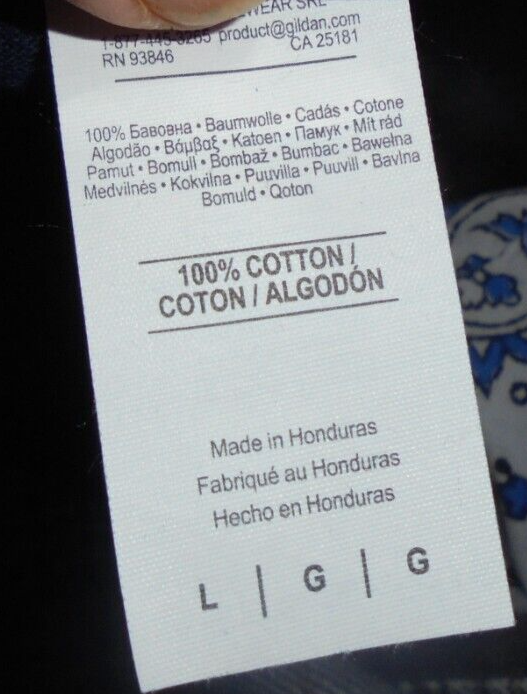 WEAR SRL
1-877-445-3265 product@gildan.com
RN 93846 CA 25181
100% Бавовна • Baumwolle • Cadás • Cotone
Algodão • Βάμβαξ • Katoen • Памук • Mít rád
Pamut • Bomull • Bombaž • Bumbac • Bawełna
Medvilnės • Kokvilna • Puuvilla • Puuvill • Bavlna
Bomuld • Qoton
100% COTTON /
COTON / ALGODÓN
Made in Honduras
Fabriqué au Honduras
Hecho en Honduras
L | G | G